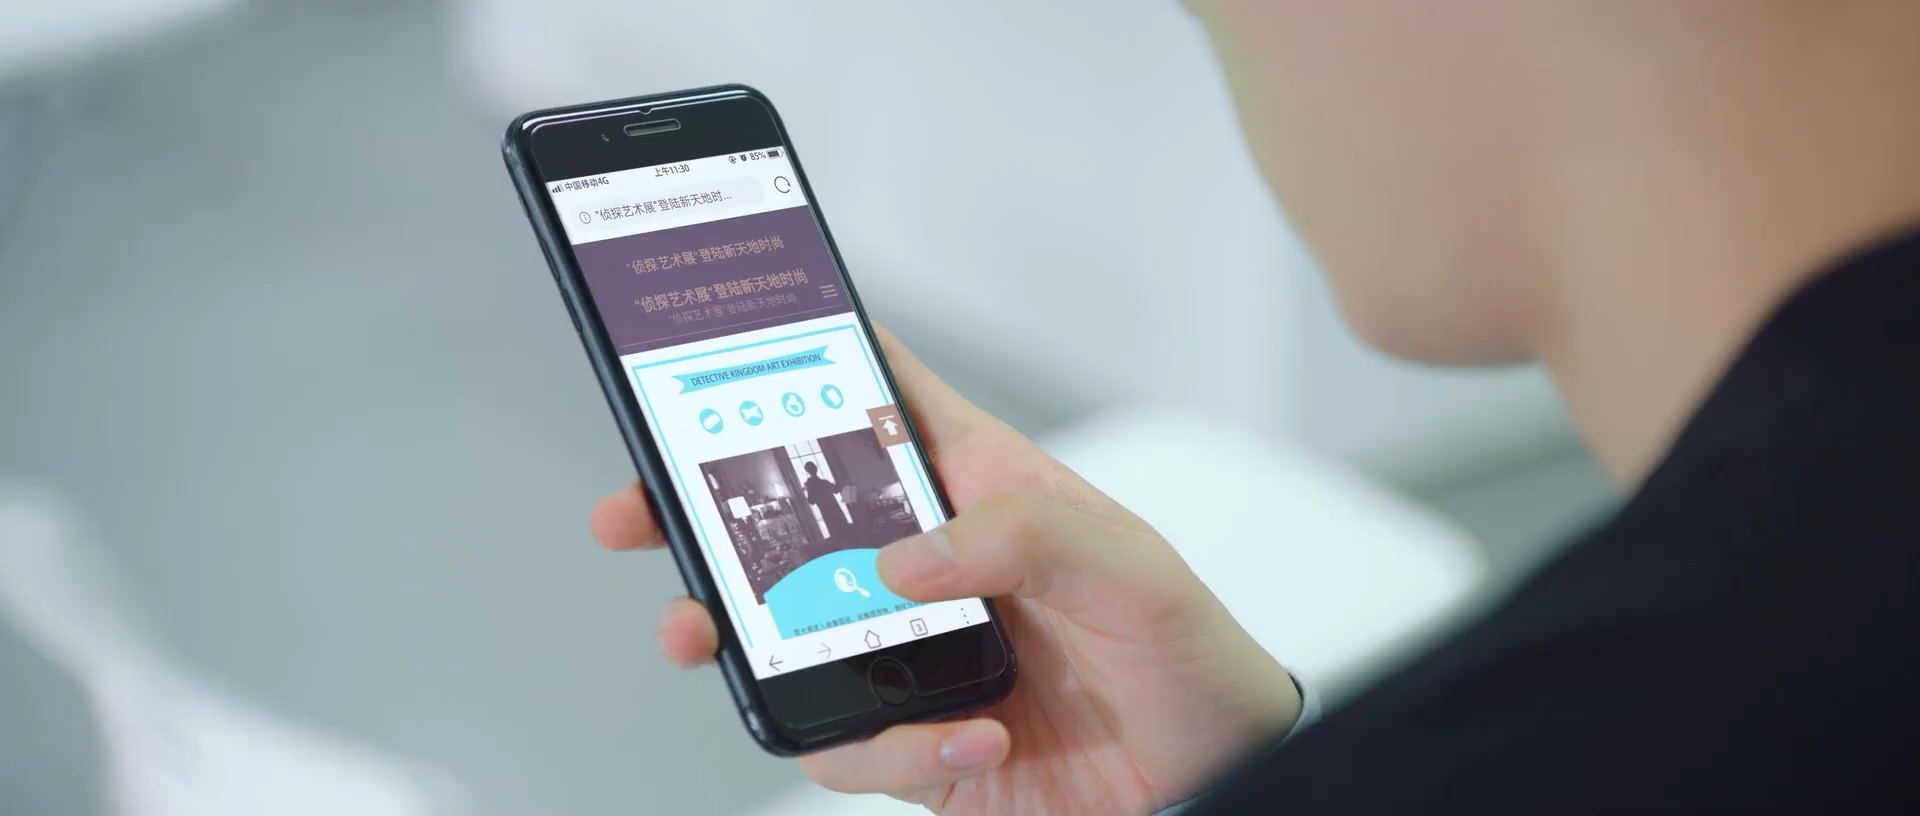 中国移动4G
上午11:30
85%
"侦探艺术展"登陆新天地时...
"侦探艺术展"登陆新天地时尚
"侦探艺术展"登陆新天地时尚
"侦探艺术展"登陆新天地时尚
DETECTIVE KINGDOM ART EXHIBITION
3